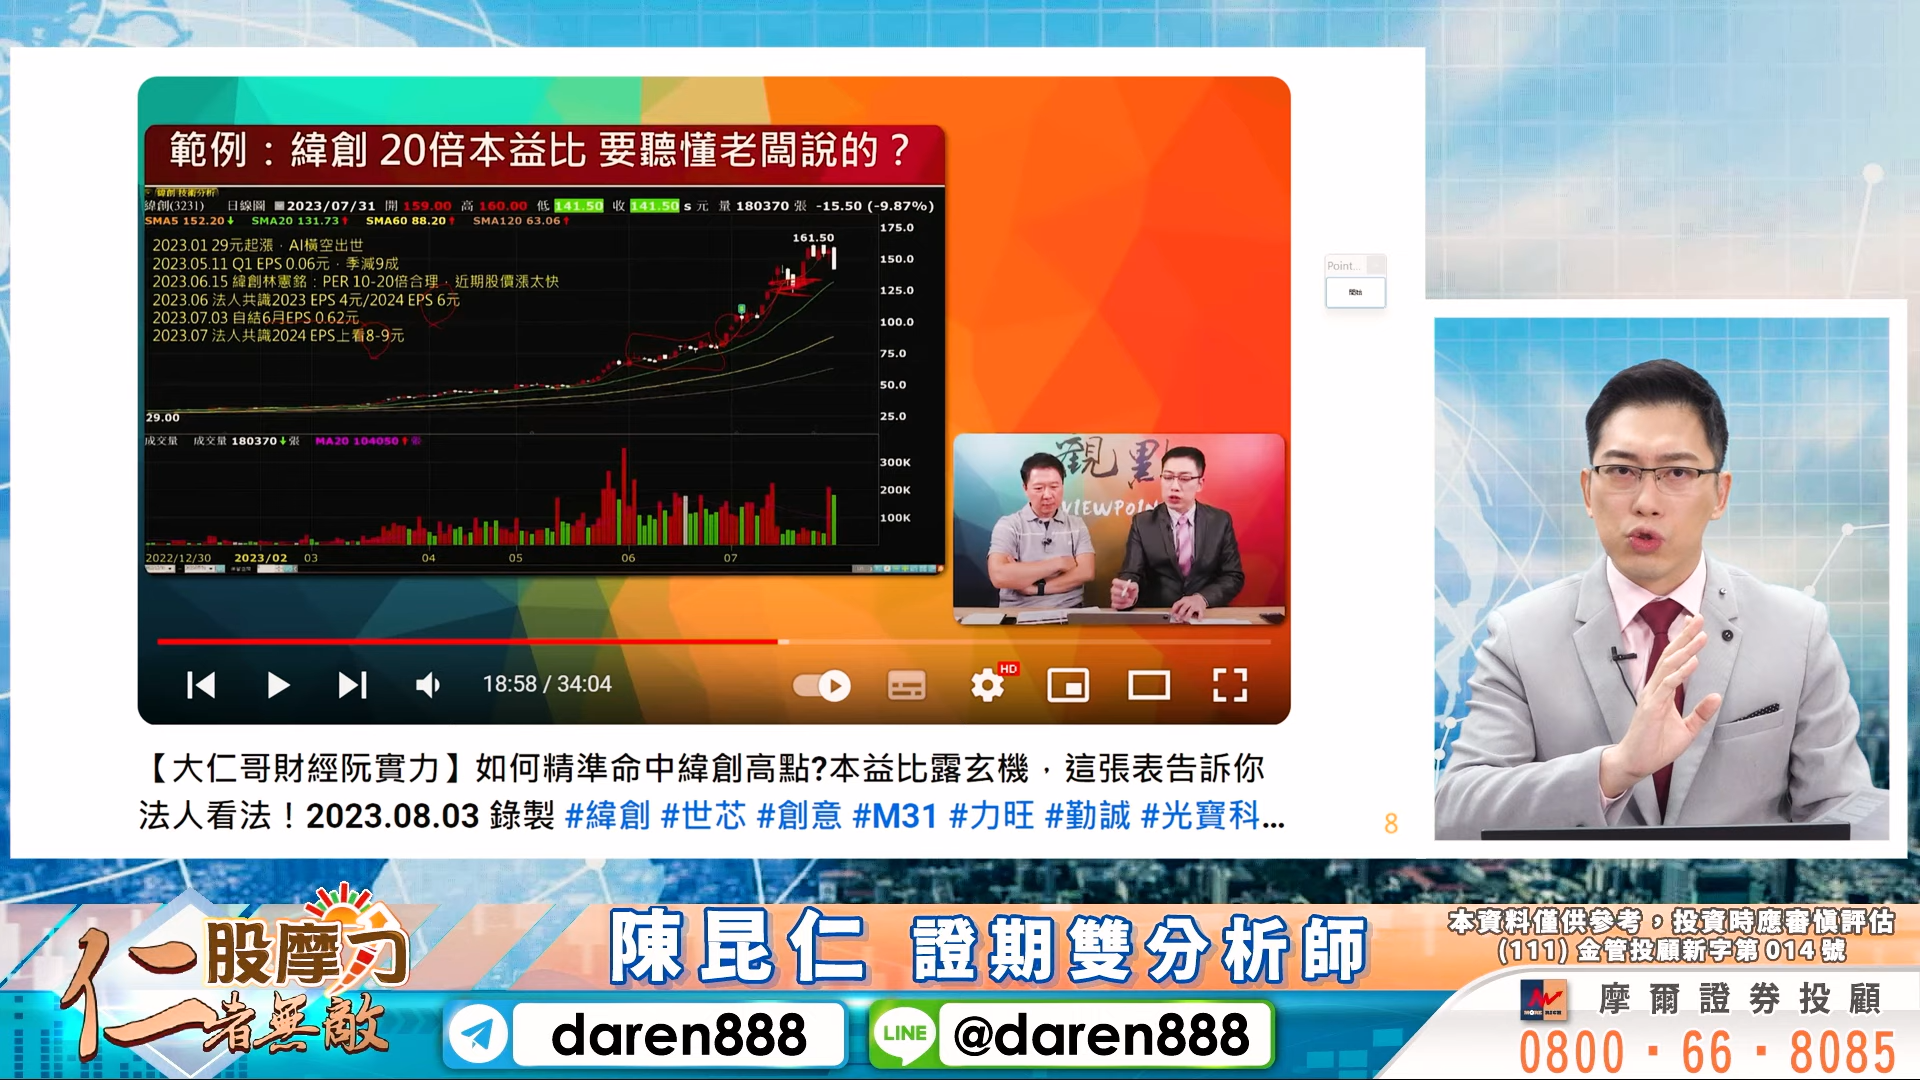 範例：緯創 20倍本益比 要聽懂老闆說的？
緯創 技術分析
緯創(3231) 日線圖 2023/07/31 開 159.00 高 160.00 低 141.50 收 141.50 s 元 量 180370 張 -15.50 (-9.87%)
SMA5 152.20↓ SMA20 131.73↑ SMA60 88.20↑ SMA120 63.06↑
2023.01 29元起漲，AI橫空出世
2023.05.11 Q1 EPS 0.06元，季減9成
2023.06.15 緯創林憲銘：PER 10-20倍合理，近期股價漲太快
2023.06 法人共識2023 EPS 4元/2024 EPS 6元
2023.07.03 自結6月EPS 0.62元
2023.07 法人共識2024 EPS上看8-9元
161.50
175.0
150.0
125.0
100.0
75.0
50.0
25.0
29.00
成交量 成交量 180370↓張 MA20 104050↑張
300K
200K
100K
2022/12/30 2023/02 03 04 05 06 07
觀點
VIEWPOIN
18:58 / 34:04
HD
【大仁哥財經阮實力】如何精準命中緯創高點?本益比露玄機，這張表告訴你
法人看法！2023.08.03 錄製 #緯創 #世芯 #創意 #M31 #力旺 #勤誠 #光寶科...
Point...
開始
8
股摩力
仁者無敵
陳昆仁 證期雙分析師
daren888
LINE
@daren888
本資料僅供參考，投資時應審慎評估
(111) 金管投顧新字第 014 號
MORE RICH
摩爾證券投顧
0800・66・8085